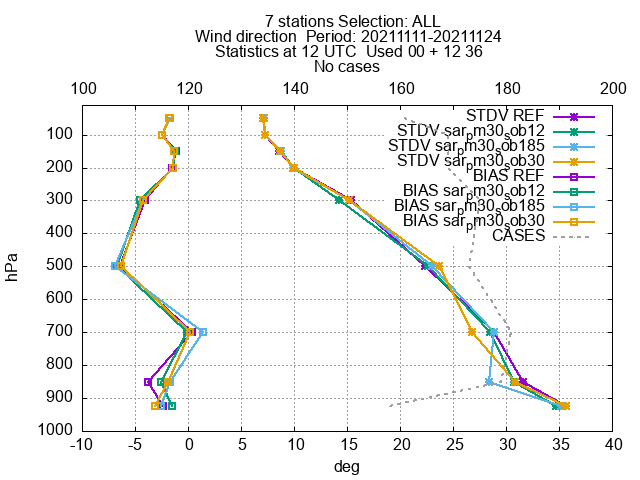 7 stations Selection: ALL
Wind direction  Period: 20211111-20211124
Statistics at 12 UTC  Used 00 + 12 36
No cases
100 120 140 160 180 200
STDV REF
STDV sar_pm30_sob12
STDV sar_pm30_sob185
STDV sar_pm30_sob30
BIAS REF
BIAS sar_pm30_sob12
BIAS sar_pm30_sob185
BIAS sar_pm30_sob30
CASES
100
200
300
400
500
600
700
800
900
1000
hPa
-10 -5 0 5 10 15 20 25 30 35 40
deg